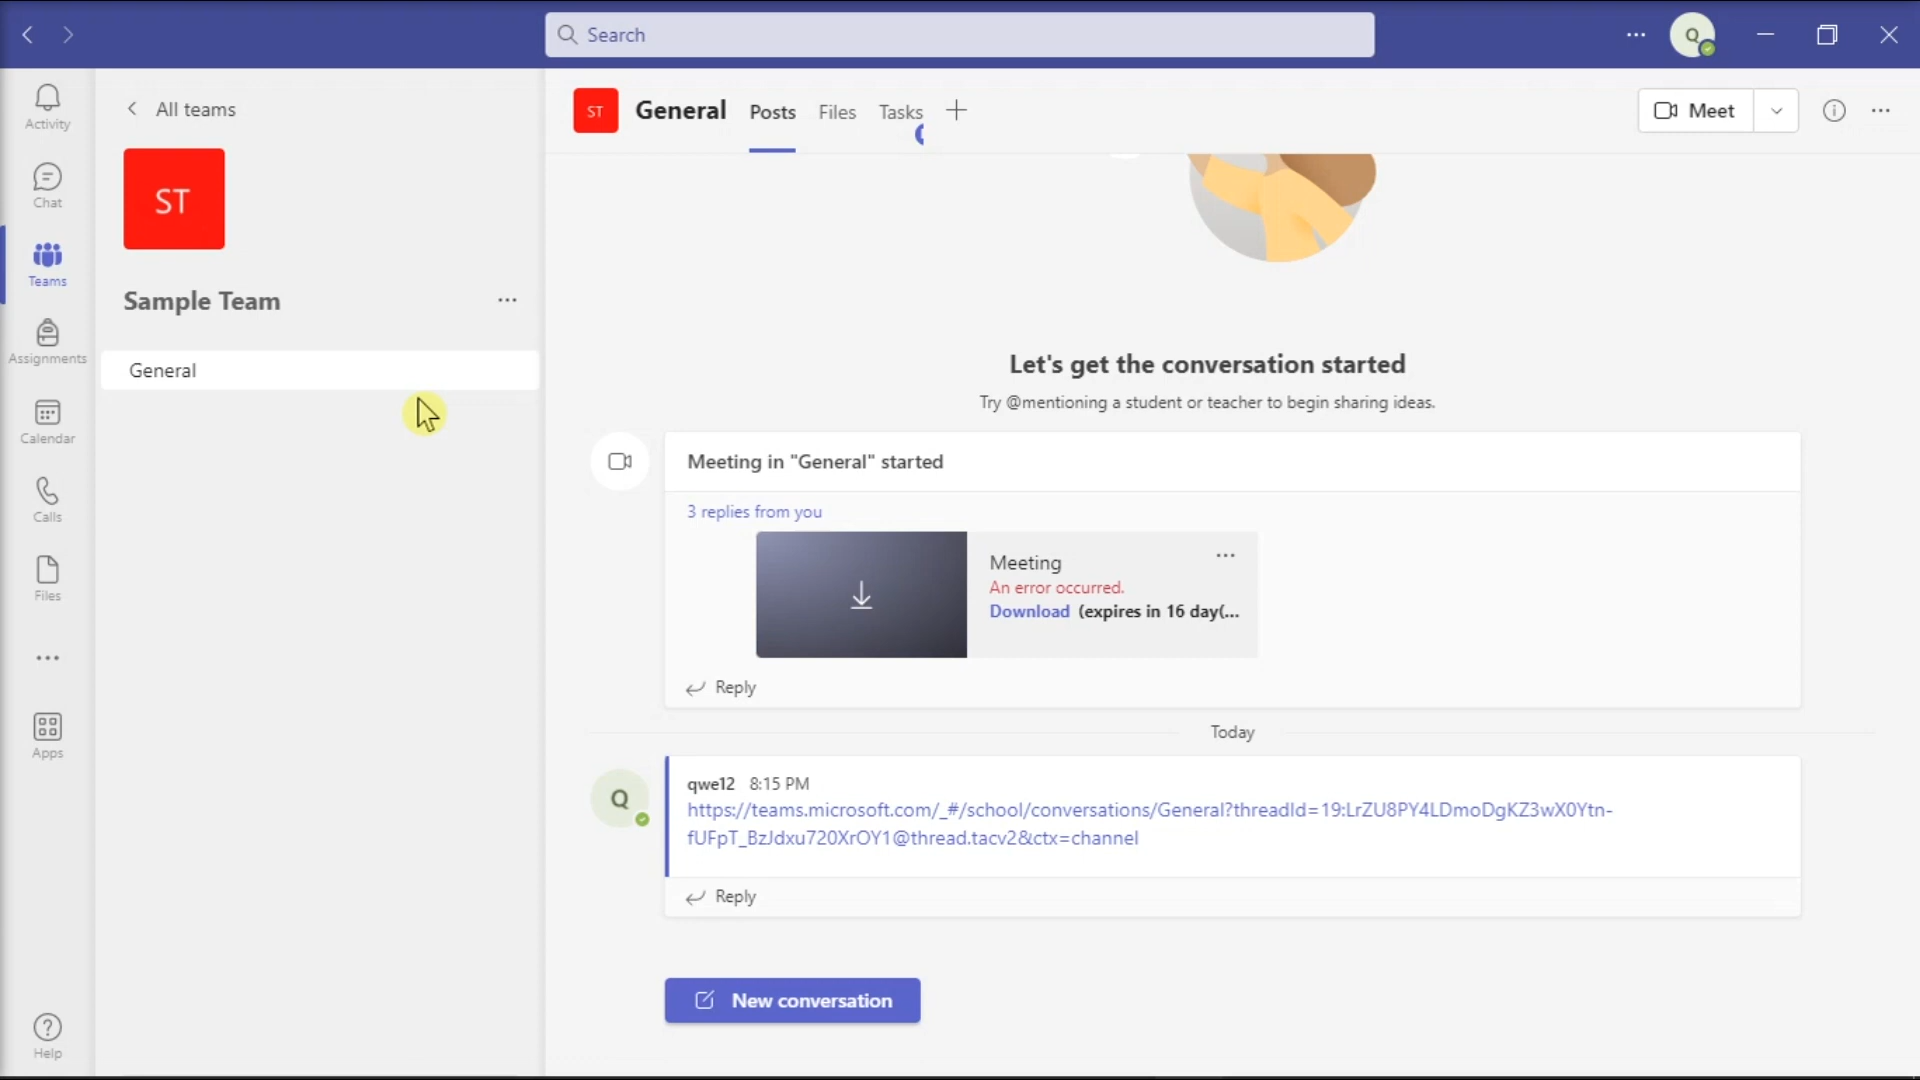 Search
Q
Activity
Chat
Teams
Assignments
Calendar
Calls
Files
Apps
Help
All teams
ST
Sample Team
General
ST
General
Posts
Files
Tasks
Meet
Let's get the conversation started
Try @mentioning a student or teacher to begin sharing ideas.
Meeting in "General" started
3 replies from you
Meeting
An error occurred.
Download (expires in 16 day(...
Reply
Today
Q
qwe12 8:15 PM
https://teams.microsoft.com/_#/school/conversations/General?threadId=19:LrZU8PY4LDmoDgKZ3wX0Ytn-
fUFpT_BzJdxu720XrOY1@thread.tacv2&ctx=channel
Reply
New conversation